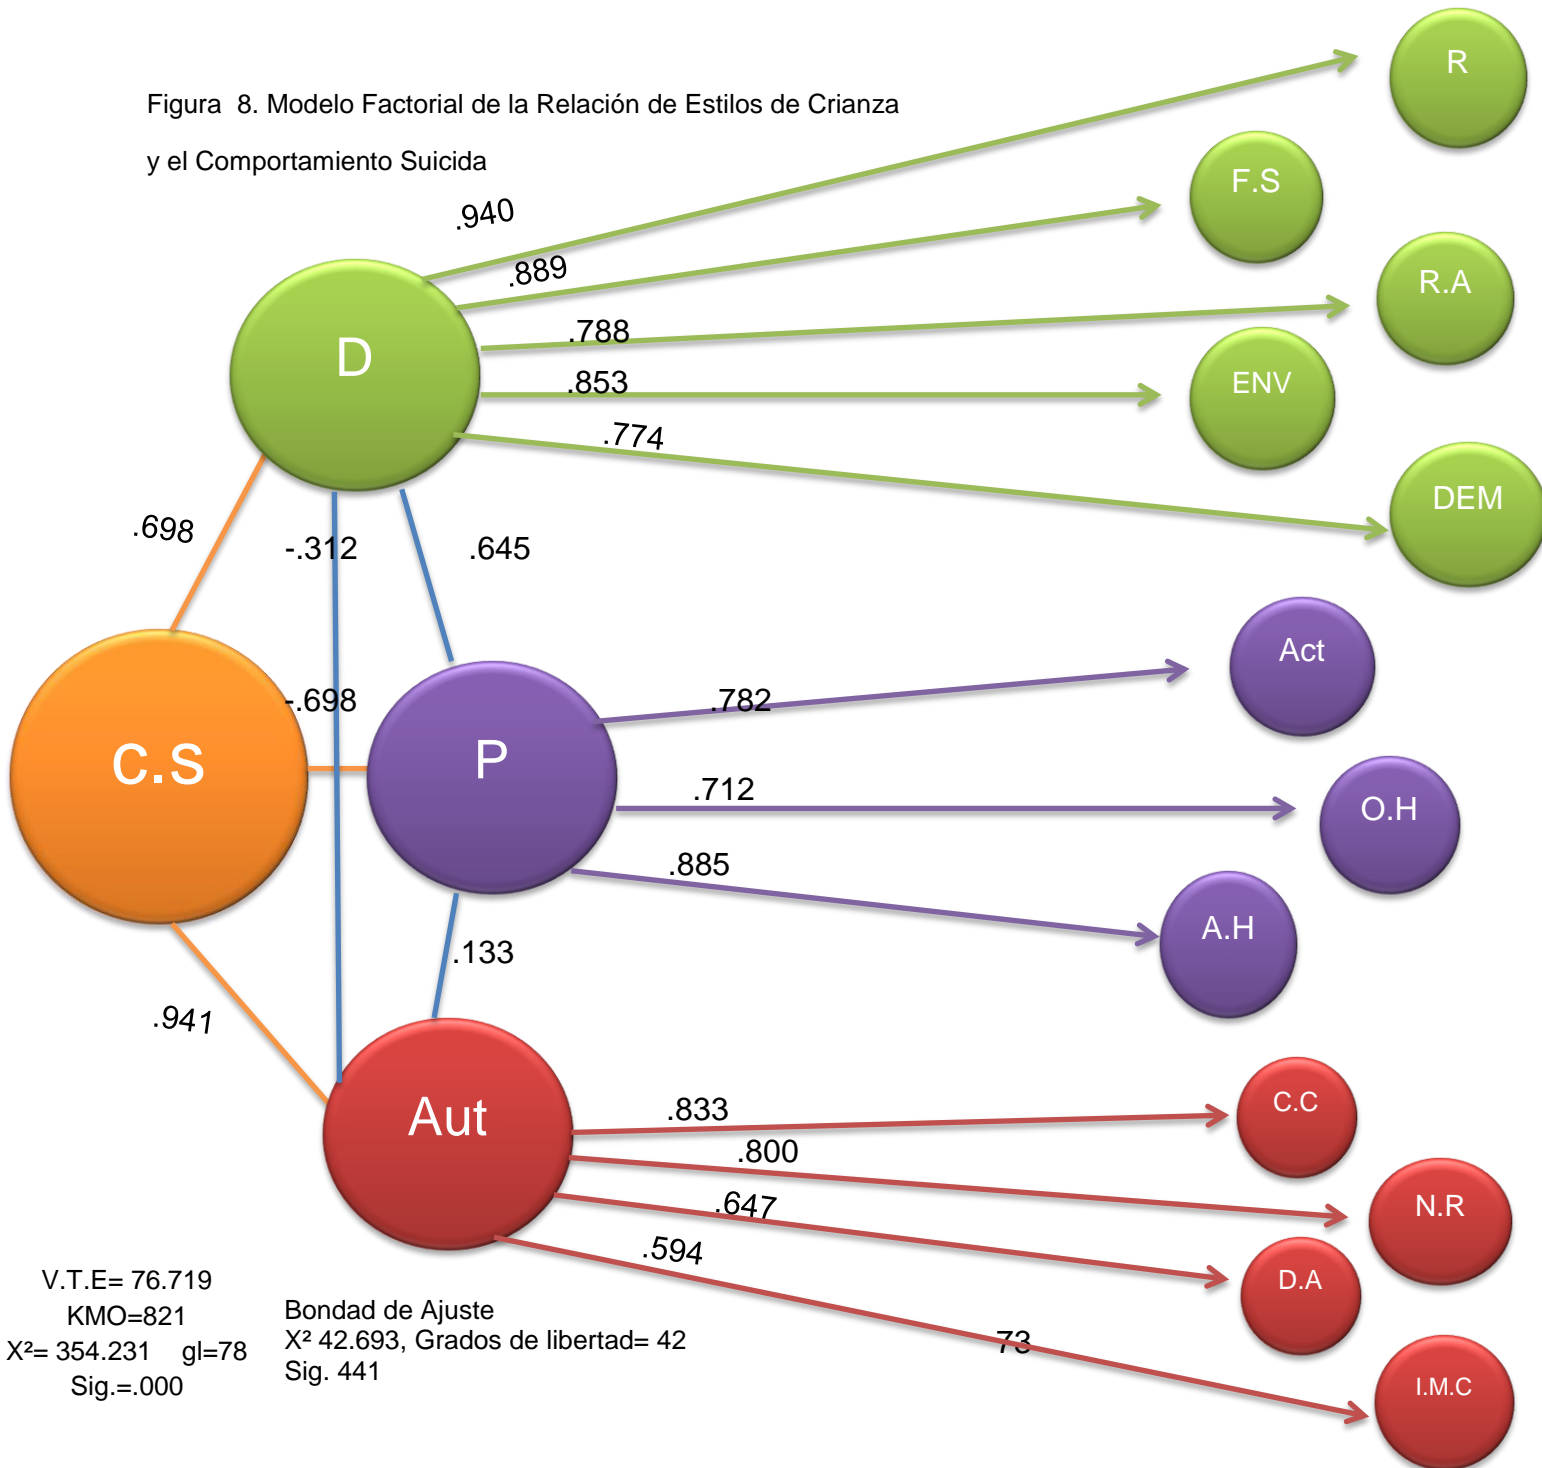 Figura  8. Modelo Factorial de la Relación de Estilos de Crianza
y el Comportamiento Suicida
R
F.S
R.A
ENV
DEM
.940
.889
.788
.853
.774
D
.698
-.312
.645
-.698
c.s
P
.782
.712
.885
Act
O.H
A.H
.133
.941
Aut
.833
.800
.647
.594
C.C
N.R
D.A
I.M.C
V.T.E= 76.719
KMO=821
X²= 354.231    gl=78
Sig.=.000
Bondad de Ajuste
X² 42.693, Grados de libertad= 42
Sig. 441
73